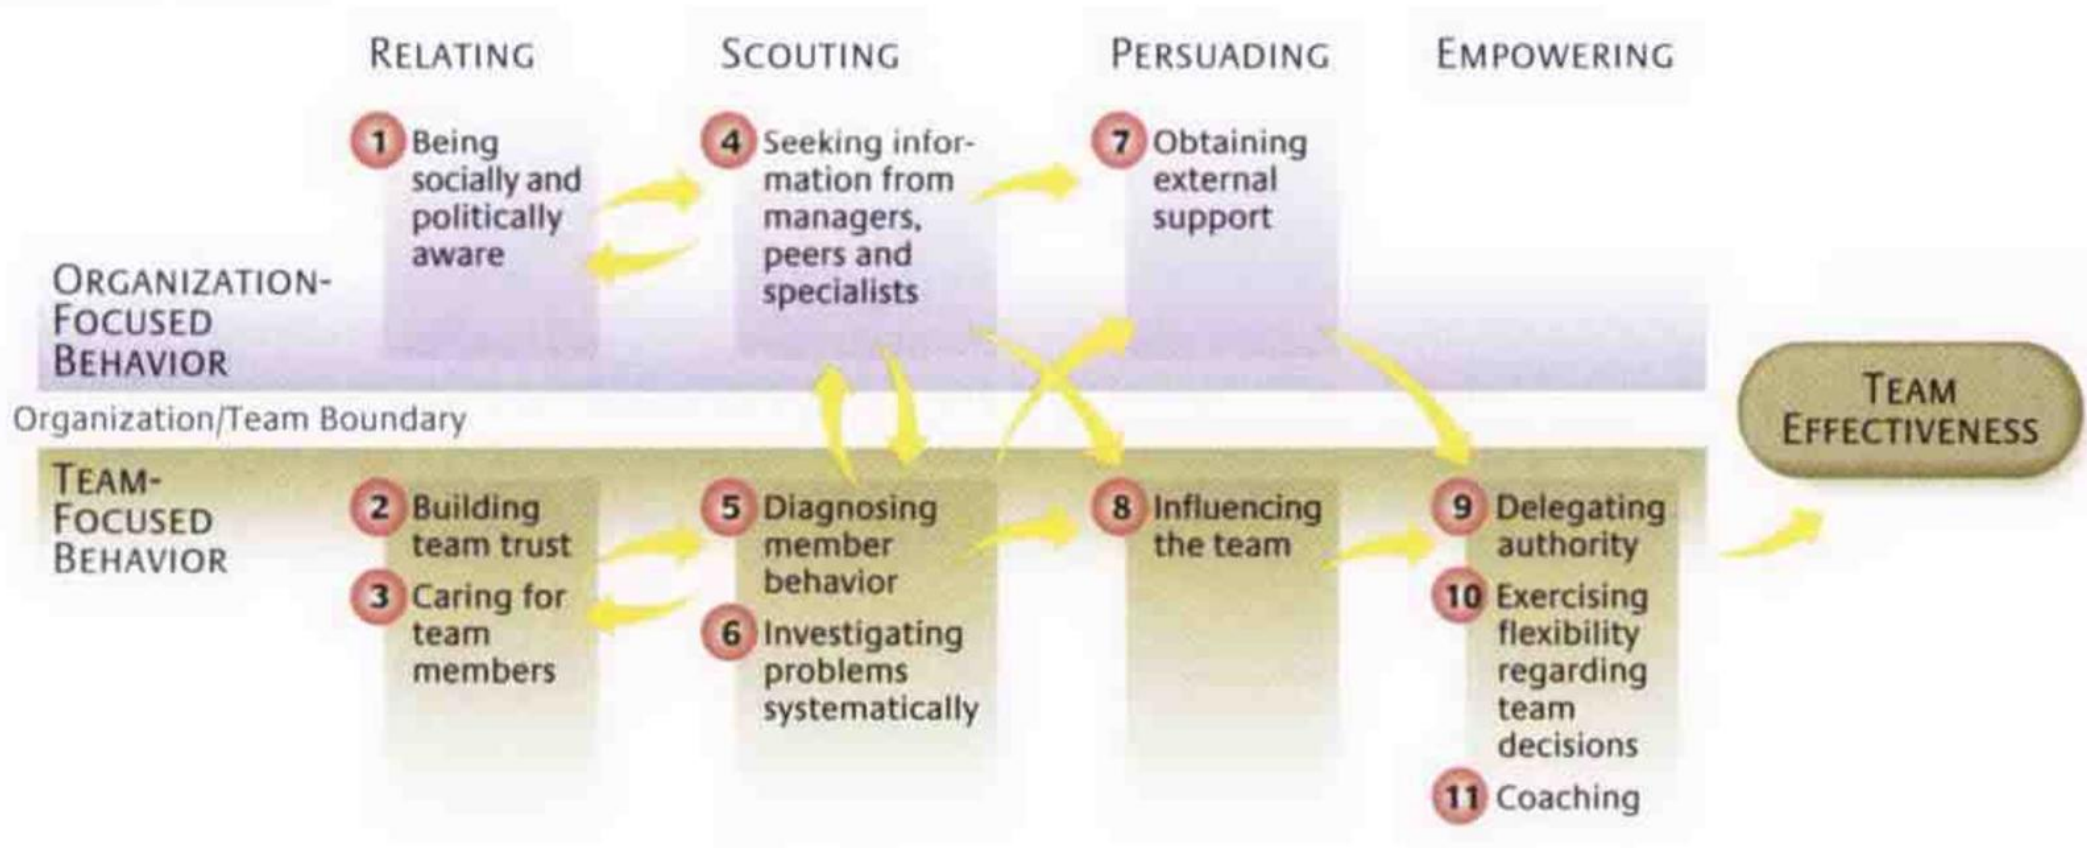 RELATING
SCOUTING
PERSUADING
EMPOWERING
1 Being
socially and
politically
aware
4 Seeking infor-
mation from
managers,
peers and
specialists
7 Obtaining
external
support
ORGANIZATION-
FOCUSED
BEHAVIOR
TEAM
EFFECTIVENESS
Organization/Team Boundary
TEAM-
FOCUSED
BEHAVIOR
2 Building
team trust
3 Caring for
team
members
5 Diagnosing
member
behavior
6 Investigating
problems
systematically
8 Influencing
the team
9 Delegating
authority
10 Exercising
flexibility
regarding
team
decisions
11 Coaching